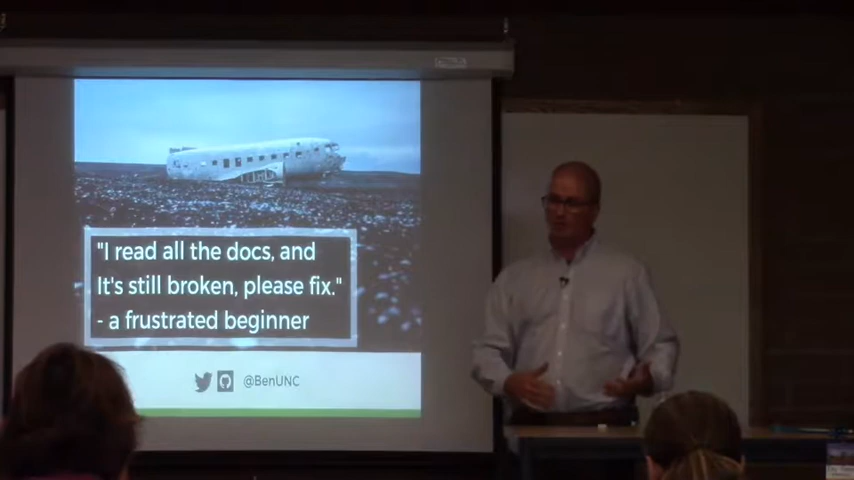 "I read all the docs, and
It's still broken, please fix."
- a frustrated beginner
@BenUNC